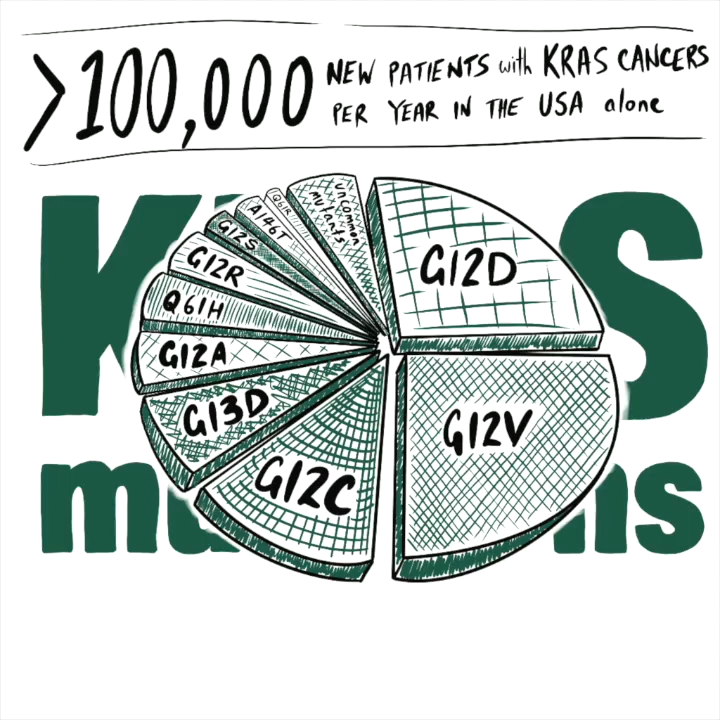 >100,000 NEW PATIENTS with KRAS CANCERS
PER YEAR IN THE USA alone
G12D
G12V
G12C
G13D
G12A
Q61H
G12R
G12S
A146T
Q61R
uncommon
mutants